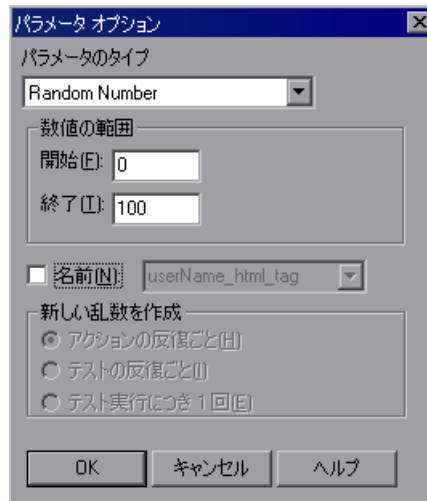 パラメータ オプション
パラメータのタイプ
Random Number
数値の範囲
開始(F): 0
終了(T): 100
名前(N): userName_html_tag
新しい乱数を作成
アクションの反復ごと(H)
テストの反復ごと(I)
テスト実行につき 1 回(E)
OK キャンセル ヘルプ